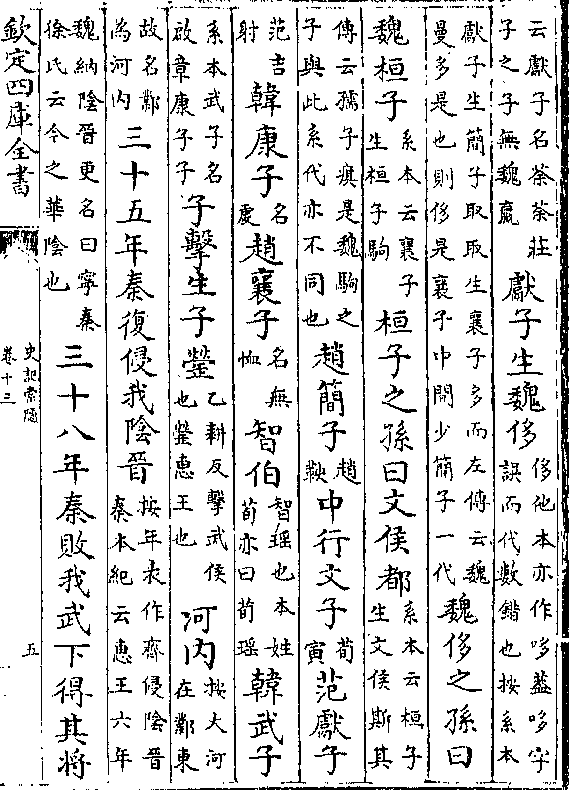 云獻子名荼荼莊子之子無魏嬴獻子生魏侈侈他本亦作哆蓋哆字誤而代數錯也按系本
獻子生簡子取取生襄子多而左傳云魏曼多是也則侈是襄子中間少簡子一代魏侈之孫曰
魏桓子系本云襄子生桓子駒桓子之孫曰文侯都系本云桓子生文侯斯其
傳云孺子㾾是魏駒之子與此系代亦不同也趙簡子趙鞅中行文子荀寅范獻子
范吉射韓康子名虔趙襄子名無恤智伯智瑶也本姓荀亦曰荀瑶韓武子
系本武子名啟章康子子子擊生子罃乙耕反擊武侯也罃惠王也河内按大河在鄴東
故名鄴為河内三十五年秦復侵我陰晉按年表作齊侵陰晉秦本紀云惠王六年
魏納陰晉更名曰寧秦徐氏云今之華陰也三十八年秦敗我武下得其將
欽定四庫全書
史記索隱
卷十三
五